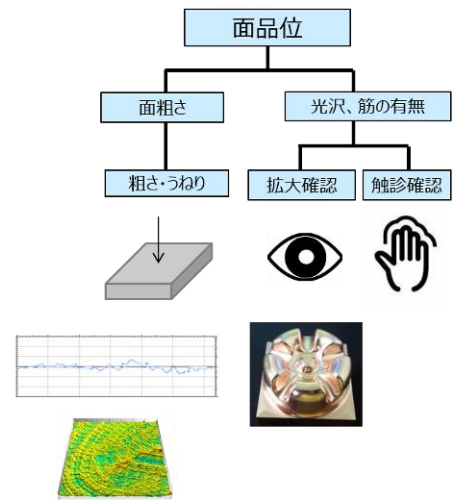 面品位
面粗さ
光沢、筋の有無
粗さ・うねり
拡大確認
触診確認